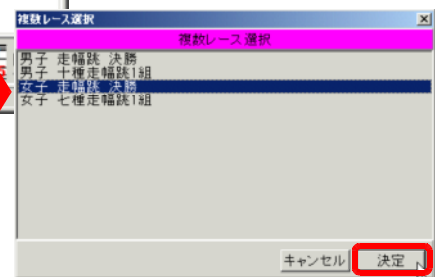 複数レース選択
複数レース選択
男子 走幅跳 決勝
男子 十種走幅跳1組
女子 走幅跳 決勝
女子 七種走幅跳1組
キャンセル 決定